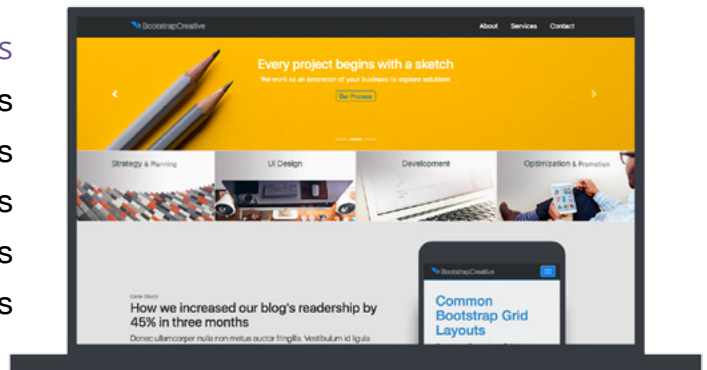 s
s
s
s
s
s
BootstrapCreative
About Services Contact
Every project begins with a sketch
We work as an extension of your business to explore solutions
Our Process
Strategy & Planning
UI Design
Development
Optimization & Promotion
BootstrapCreative
Common
Bootstrap Grid
Layouts
Case Study
How we increased our blog's readership by
45% in three months
Donec ullamcorper nulla non metus auctor fringilla. Vestibulum id ligula